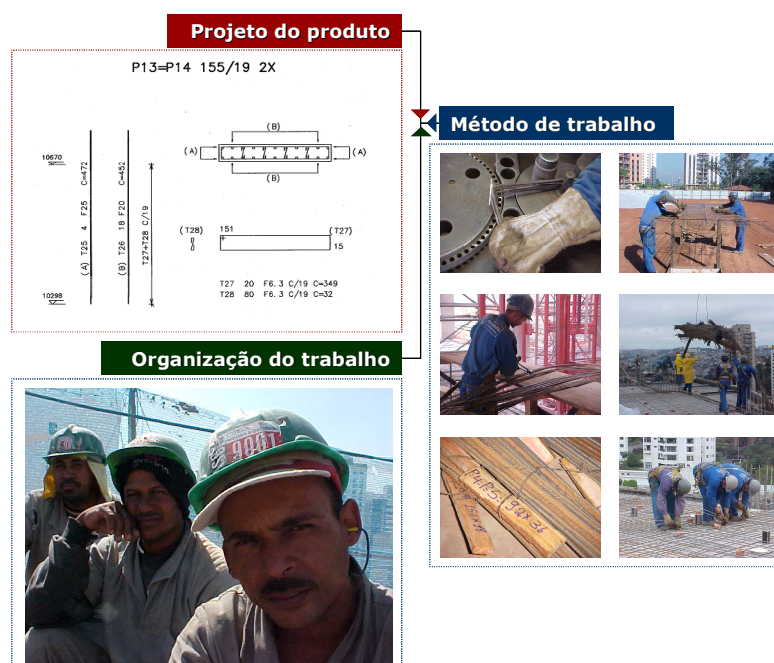 Projeto do produto
P13=P14 155/19 2X
(B)
(A)
(A)
(B)
10670
10298
(A) T25 4 F25 C=472
(B) T26 18 F20 C=452
T27+T28 C/19
(T28)
151
(T27)
15
T27 20 F6.3 C/19 C=349
T28 80 F6.3 C/19 C=32
Método de trabalho
Organização do trabalho